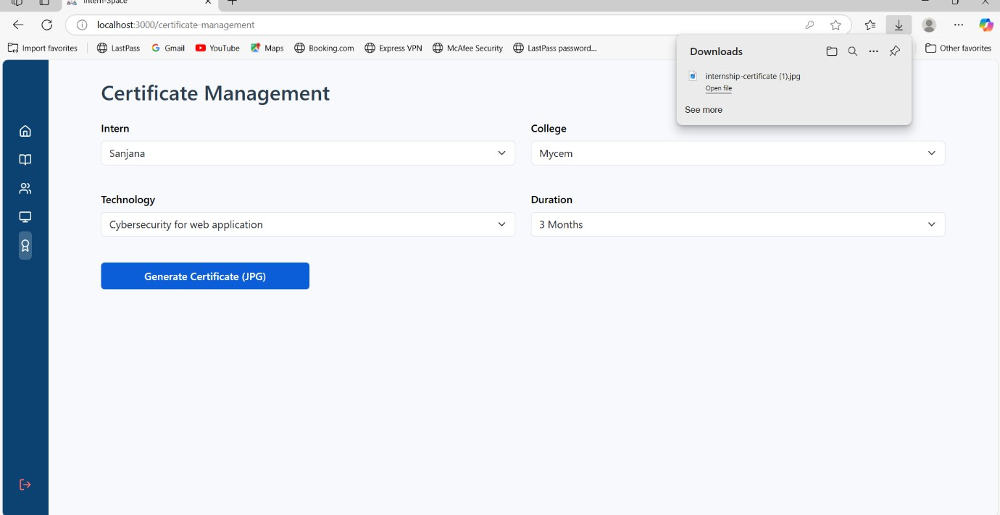 Intern-Space
localhost:3000/certificate-management
Import favorites
LastPass
Gmail
YouTube
Maps
Booking.com
Express VPN
McAfee Security
LastPass password...
Other favorites
Downloads
internship-certificate (1).jpg
Open file
See more
Certificate Management
Intern
College
Sanjana
Mycem
Technology
Duration
Cybersecurity for web application
3 Months
Generate Certificate (JPG)